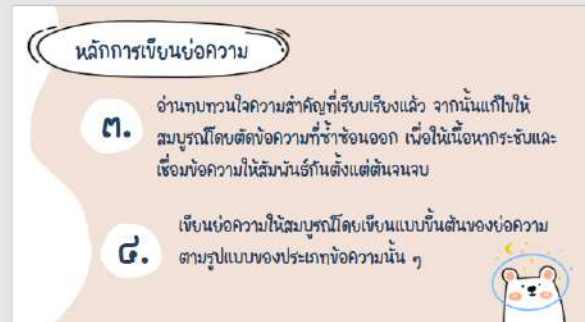 หลักการเขียนย่อความ
๓.
อ่านทบทวนใจความสำคัญที่เรียบเรียงแล้ว จากนั้นแก้ไขให้
สมบูรณ์โดยตัดข้อความที่ซ้ำซ้อนออก เพื่อให้เนื้อหากระชับและ
เชื่อมข้อความให้สัมพันธ์กันตั้งแต่ต้นจนจบ
๔.
เขียนย่อความให้สมบูรณ์โดยเขียนแบบขึ้นต้นของย่อความ
ตามรูปแบบของประเภทข้อความนั้น ๆ